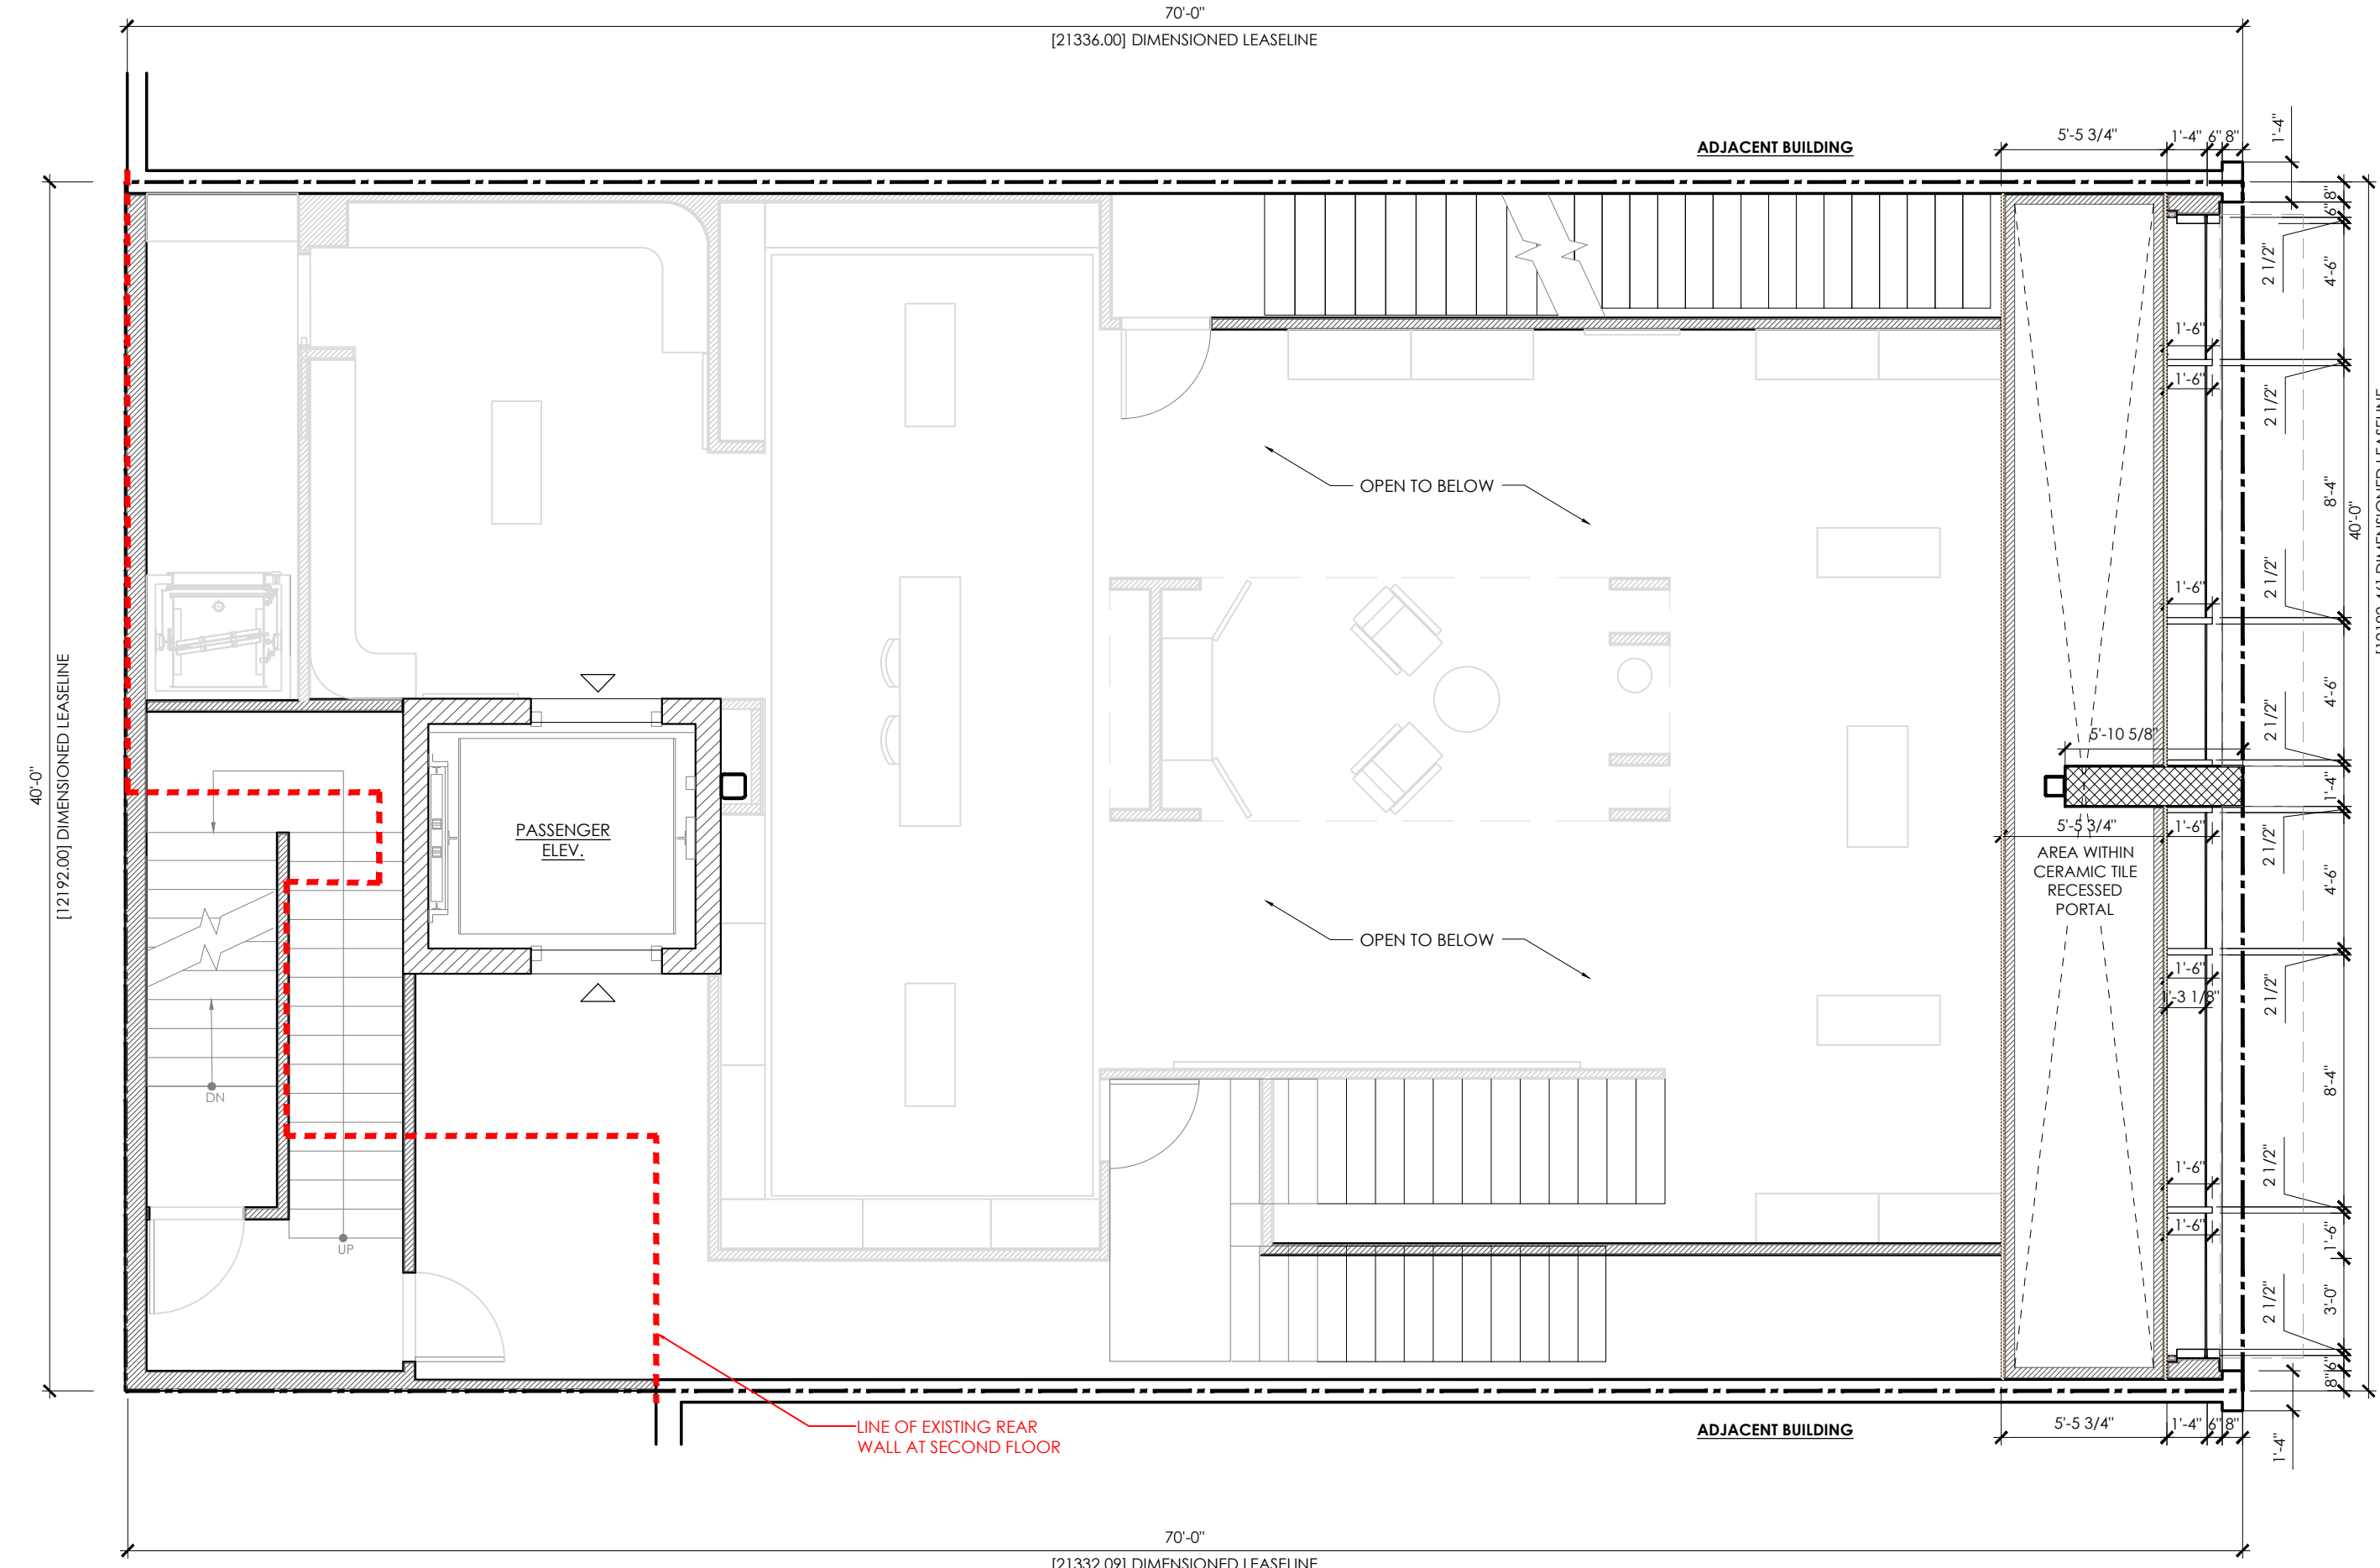 70'-0"
[21336.00] DIMENSIONED LEASELINE
ADJACENT BUILDING
5'-5 3/4"
1'-4"
6"
8"
1'-4"
8"
6"
2 1/2"
4'-6"
1'-6"
1'-6"
2 1/2"
OPEN TO BELOW
8'-4"
40'-0"
2 1/2"
1'-6"
40'-0"
[12192.00] DIMENSIONED LEASELINE
4'-6"
2 1/2"
5'-10 5/8"
PASSENGER
ELEV.
1'-4"
5'-5 3/4"
1'-6"
2 1/2"
AREA WITHIN
CERAMIC TILE
RECESSED
PORTAL
4'-6"
OPEN TO BELOW
1'-6"
2 1/2"
DN
8'-4"
1'-6"
2 1/2"
UP
1'-6"
1'-6"
3'-0"
2 1/2"
6"
8"
LINE OF EXISTING REAR
WALL AT SECOND FLOOR
ADJACENT BUILDING
5'-5 3/4"
1'-4"
6"
8"
1'-4"
70'-0"
[21332.09] DIMENSIONED LEASELINE